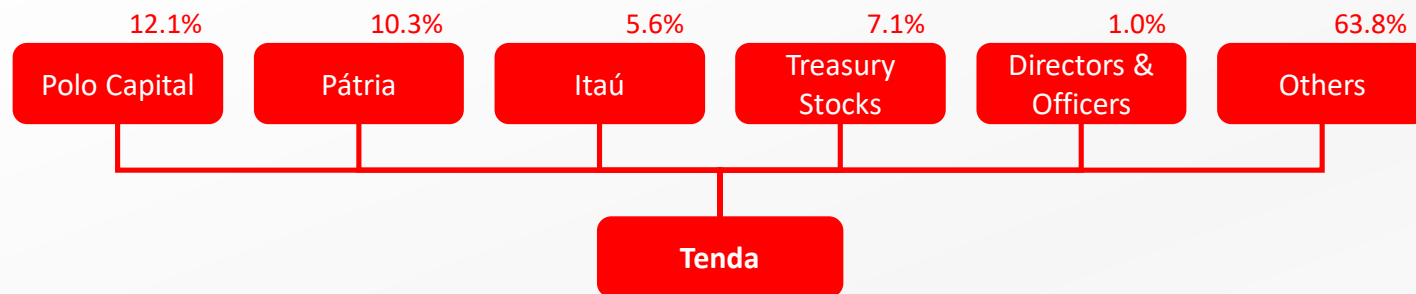 12.1%
10.3%
5.6%
7.1%
1.0%
63.8%
Polo Capital
Pátria
Itaú
Treasury
Stocks
Directors &
Officers
Others
Tenda